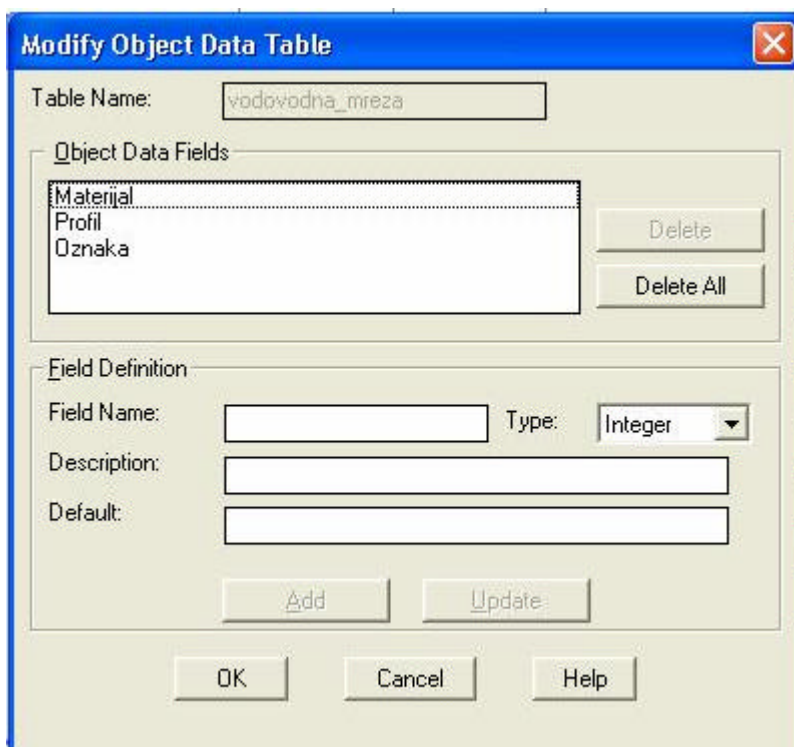 Modify Object Data Table
Table Name: vodovodna_mreza
Object Data Fields
Materijal
Profil
Oznaka
Delete
Delete All
Field Definition
Field Name: Type: Integer
Description:
Default:
Add Update
OK Cancel Help